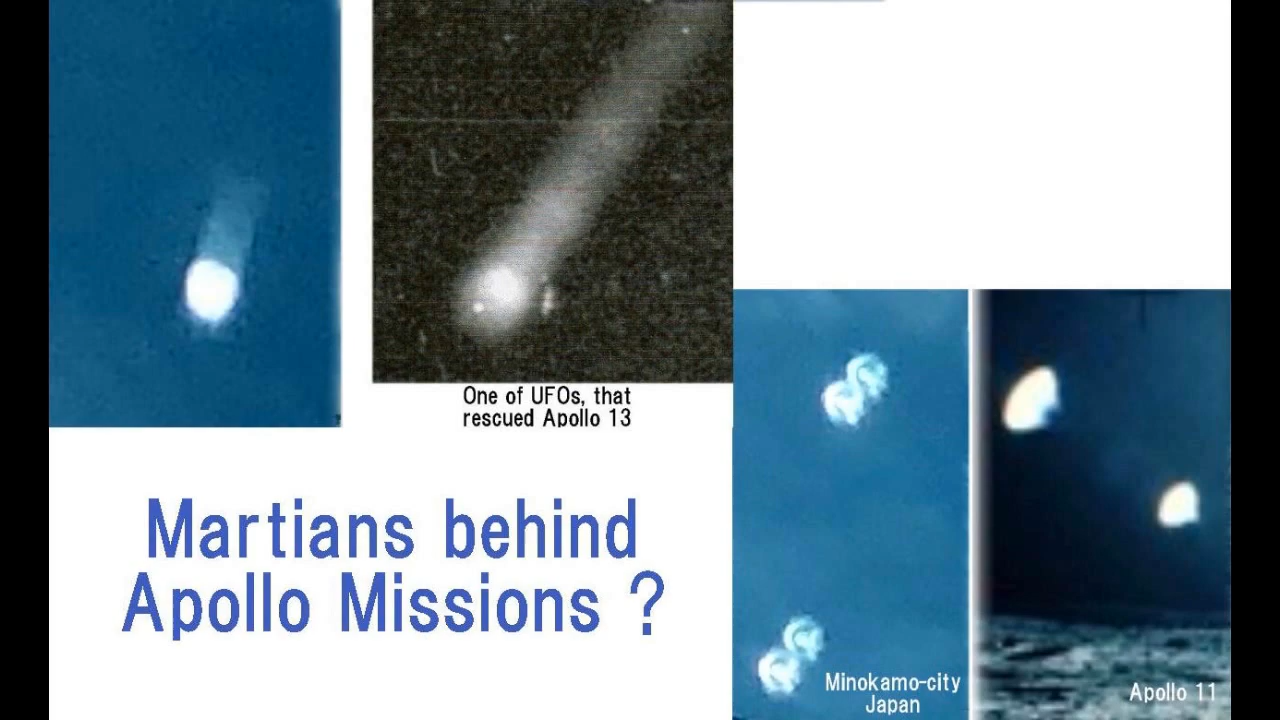 One of UFOs, that
rescued Apollo 13
Martians behind
Apollo Missions ?
Minokamo-city
Japan
Apollo 11